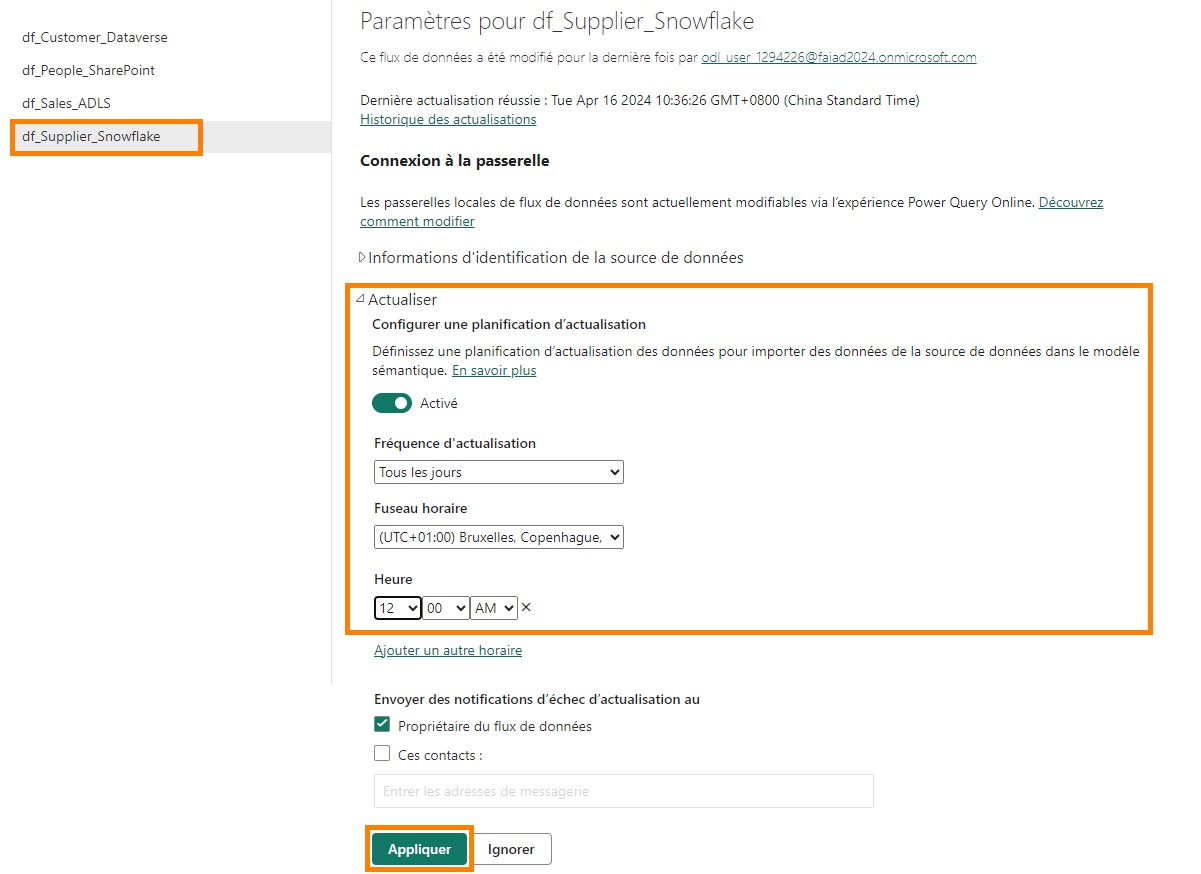 df_Customer_Dataverse
df_People_SharePoint
df_Sales_ADLS
df_Supplier_Snowflake
Paramètres pour df_Supplier_Snowflake
Ce flux de données a été modifié pour la dernière fois par odl_user_1294226@faiad2024.onmicrosoft.com
Dernière actualisation réussie : Tue Apr 16 2024 10:36:26 GMT+0800 (China Standard Time)
Historique des actualisations
Connexion à la passerelle
Les passerelles locales de flux de données sont actuellement modifiables via l’expérience Power Query Online. Découvrez
comment modifier
Informations d'identification de la source de données
Actualiser
Configurer une planification d’actualisation
Définissez une planification d’actualisation des données pour importer des données de la source de données dans le modèle
sémantique. En savoir plus
Activé
Fréquence d'actualisation
Tous les jours
Fuseau horaire
(UTC+01:00) Bruxelles, Copenhague,
Heure
12 00 AM
Ajouter un autre horaire
Envoyer des notifications d’échec d’actualisation au
Propriétaire du flux de données
Ces contacts :
Entrer les adresses de messagerie
Appliquer Ignorer